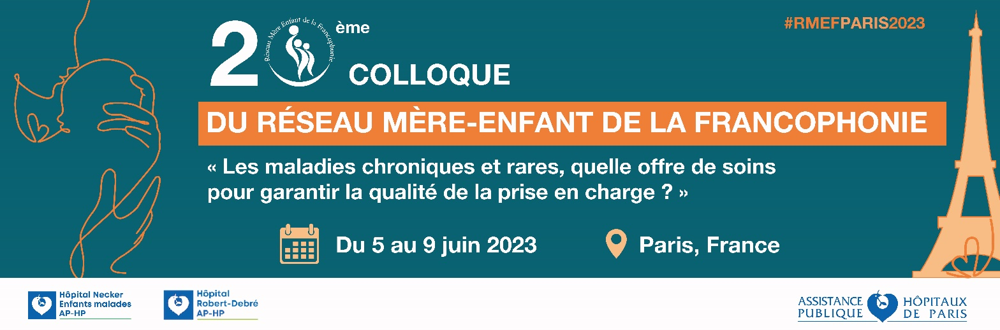 #RMEFPARIS2023
20ème
Réseau Mère Enfant de la Francophonie
COLLOQUE
DU RÉSEAU MÈRE-ENFANT DE LA FRANCOPHONIE
« Les maladies chroniques et rares, quelle offre de soins
pour garantir la qualité de la prise en charge ? »
Du 5 au 9 juin 2023
Paris, France
Hôpital Necker
Enfants malades
AP-HP
Hôpital
Robert-Debré
AP-HP
ASSISTANCE
PUBLIQUE
HÔPITAUX
DE PARIS